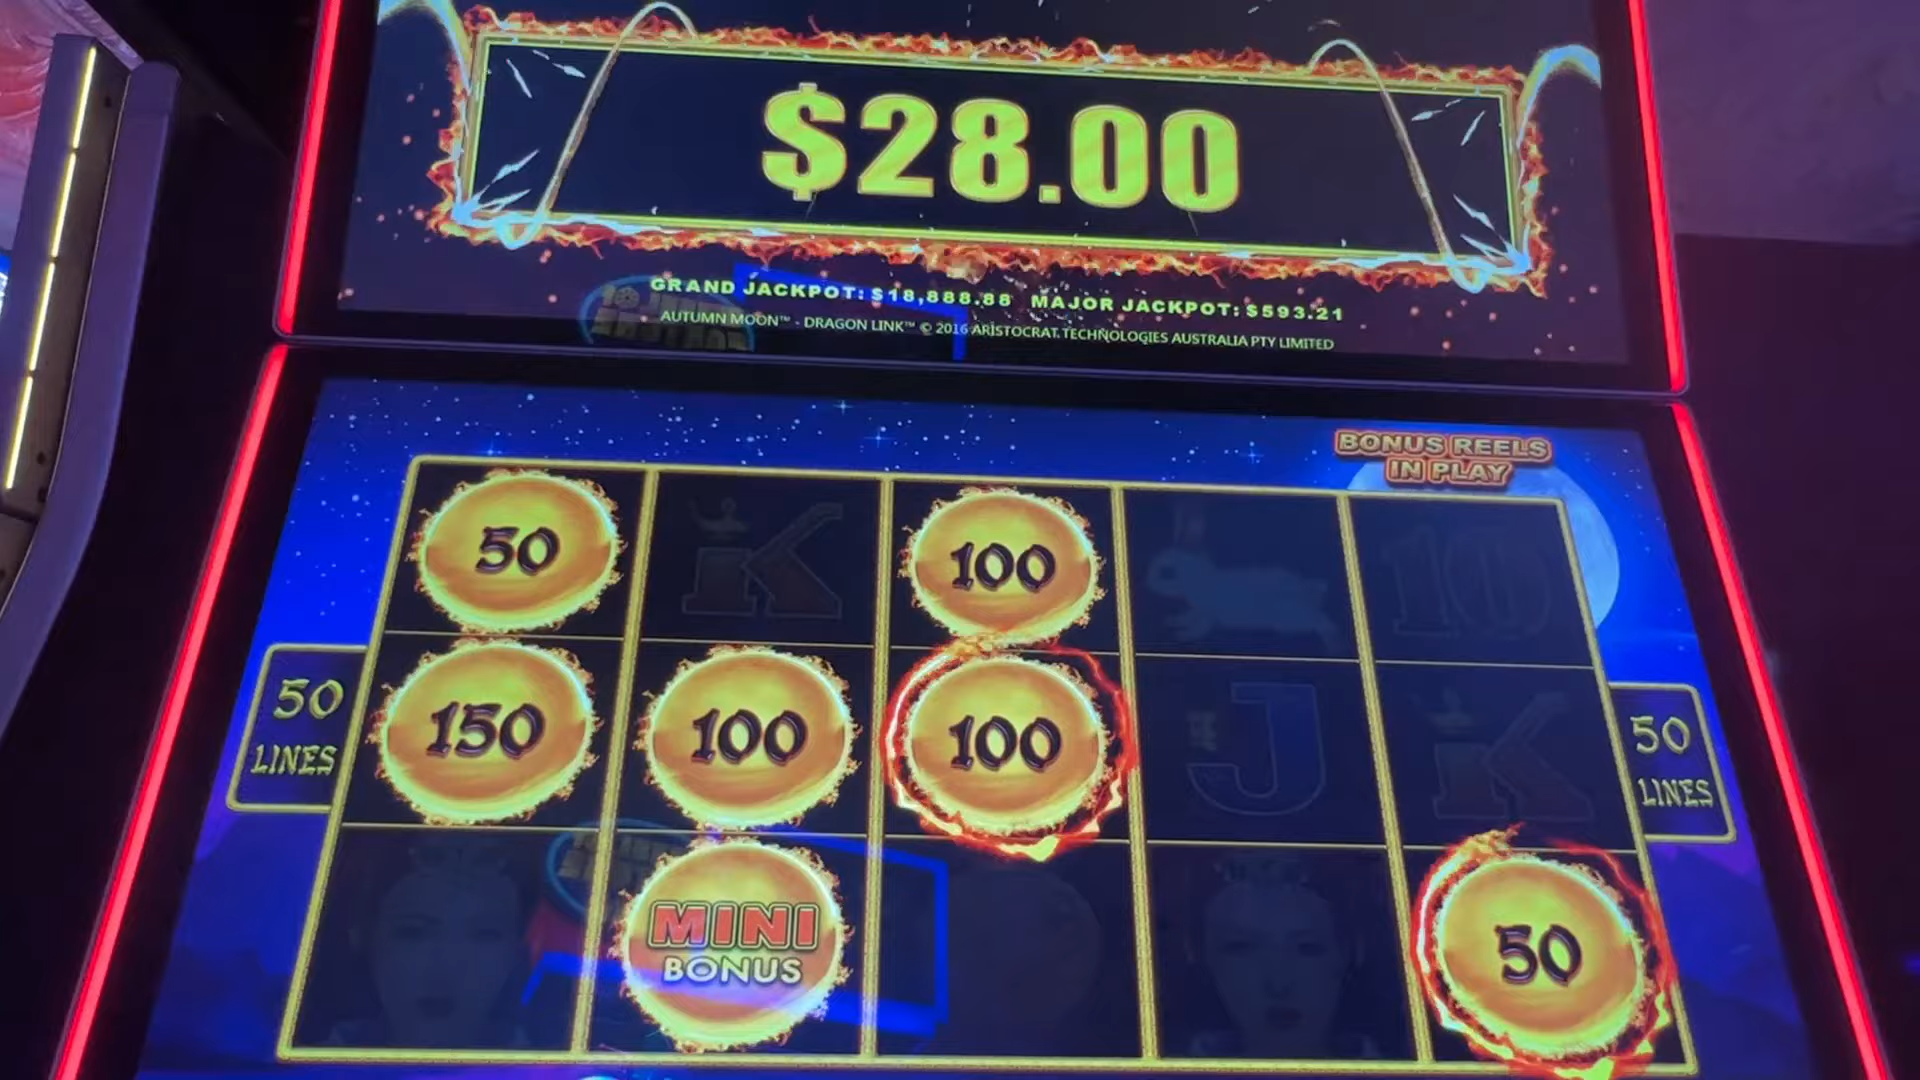 $28.00
GRAND JACKPOT: $18,888.88 MAJOR JACKPOT: $593.21
AUTUMN MOON™ - DRAGON LINK™ © 2016 ARISTOCRAT TECHNOLOGIES AUSTRALIA PTY LIMITED
BONUS REELS
IN PLAY
50 K 100 10
50
LINES
150 100 100 J K
50
LINES
MINI
BONUS
50